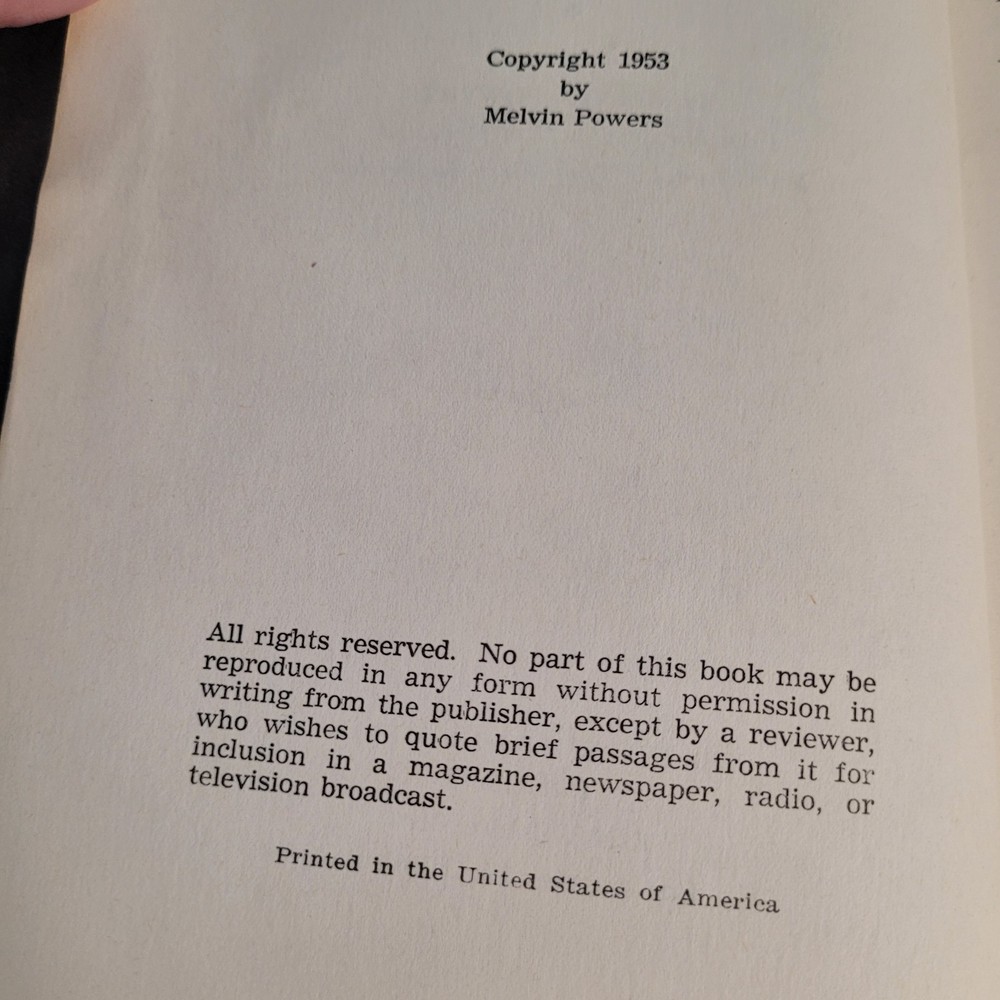 Copyright 1953
by
Melvin Powers
All rights reserved. No part of this book may be
reproduced in any form without permission in
writing from the publisher, except by a reviewer,
who wishes to quote brief passages from it for
inclusion in a magazine, newspaper, radio, or
television broadcast.
Printed in the United States of America